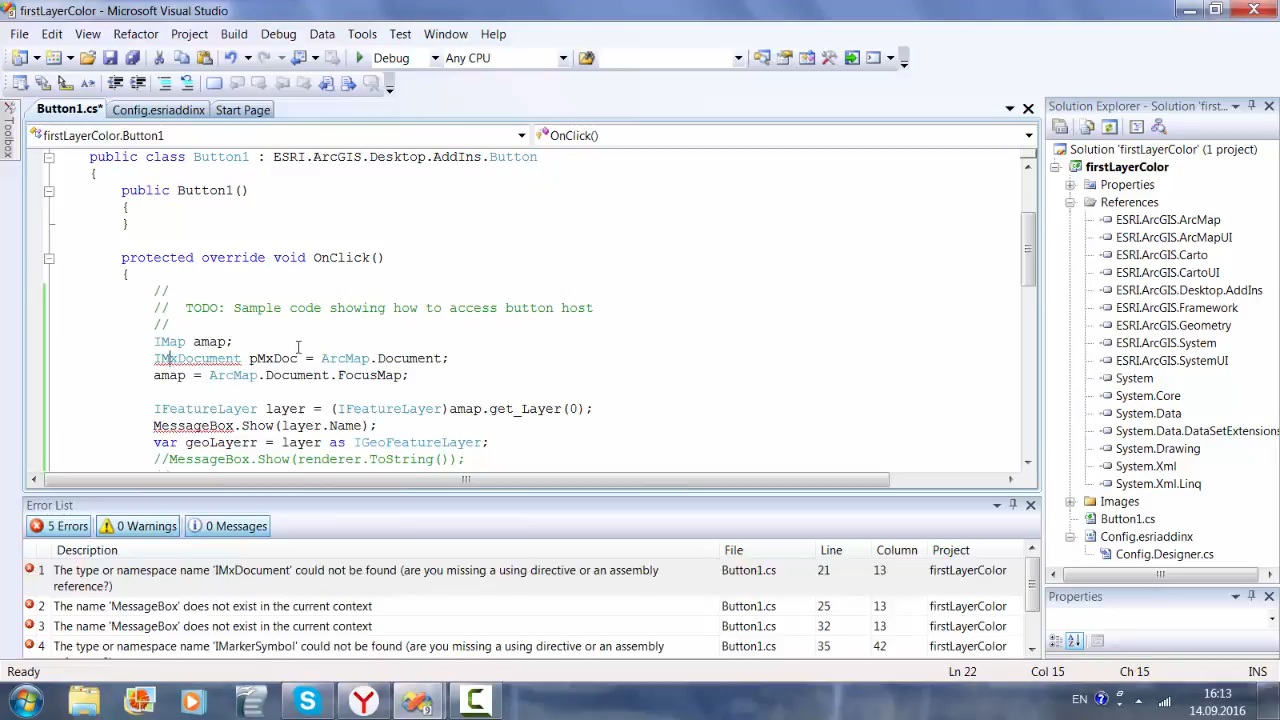 firstLayerColor - Microsoft Visual Studio
File Edit View Refactor Project Build Debug Data Tools Test Window Help
Debug Any CPU
Button1.cs* Config.esriaddinx Start Page
firstLayerColor.Button1 OnClick()
public class Button1 : ESRI.ArcGIS.Desktop.AddIns.Button
{
public Button1()
{
}
protected override void OnClick()
{
//
// TODO: Sample code showing how to access button host
//
IMap amap;
IMxDocument pMxDoc = ArcMap.Document;
amap = ArcMap.Document.FocusMap;
IFeatureLayer layer = (IFeatureLayer)amap.get_Layer(0);
MessageBox.Show(layer.Name);
var geoLayerr = layer as IGeoFeatureLayer;
//MessageBox.Show(renderer.ToString());
Toolbox
Error List
5 Errors 0 Warnings 0 Messages
Description File Line Column Project
1 The type or namespace name 'IMxDocument' could not be found (are you missing a using directive or an assembly reference?) Button1.cs 21 13 firstLayerColor
2 The name 'MessageBox' does not exist in the current context Button1.cs 25 13 firstLayerColor
3 The name 'MessageBox' does not exist in the current context Button1.cs 32 13 firstLayerColor
4 The type or namespace name 'IMarkerSymbol' could not be found (are you missing a using directive or an assembly Button1.cs 35 42 firstLayerColor
Solution Explorer - Solution 'first...
Solution 'firstLayerColor' (1 project)
firstLayerColor
Properties
References
ESRI.ArcGIS.ArcMap
ESRI.ArcGIS.ArcMapUI
ESRI.ArcGIS.Carto
ESRI.ArcGIS.CartoUI
ESRI.ArcGIS.Desktop.AddIns
ESRI.ArcGIS.Framework
ESRI.ArcGIS.Geometry
ESRI.ArcGIS.System
ESRI.ArcGIS.SystemUI
System
System.Core
System.Data
System.Data.DataSetExtensions
System.Drawing
System.Xml
System.Xml.Linq
Images
Button1.cs
Config.esriaddinx
Config.Designer.cs
Properties
Ready Ln 22 Col 15 Ch 15 INS
EN 16:13
14.09.2016